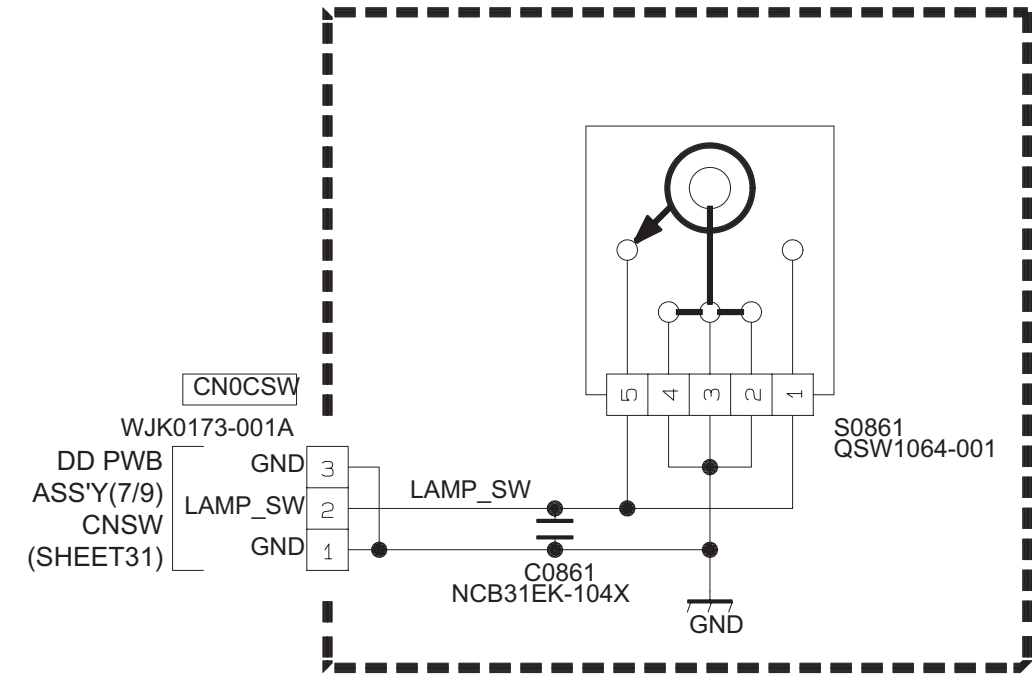 CN0CSW
WJK0173-001A
DD PWB
ASS'Y(7/9)
CNSW
(SHEET31)
GND 3
LAMP_SW 2
GND 1
LAMP_SW
5 4 3 2 1
S0861
QSW1064-001
C0861
NCB31EK-104X
GND